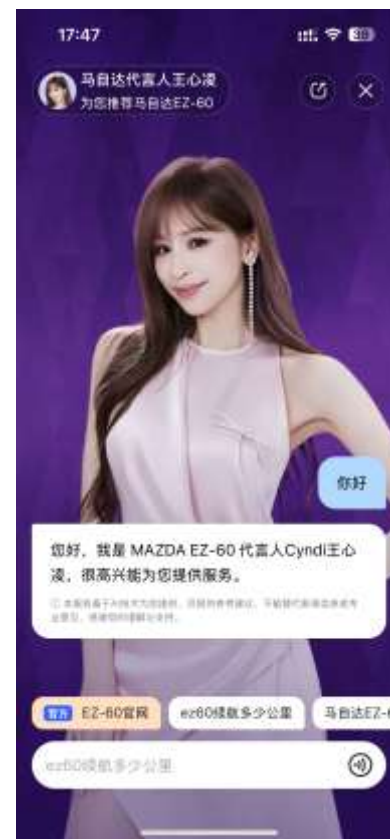 17:47
30
马自达代言人王心凌
为您推荐马自达EZ-60
你好
您好，我是 MAZDA EZ-60 代言人Cyndi王心
凌，很高兴能为您提供服务。
官方 EZ-60官网
ez60续航多少公里
马自达EZ-6
ez60续航多少公里